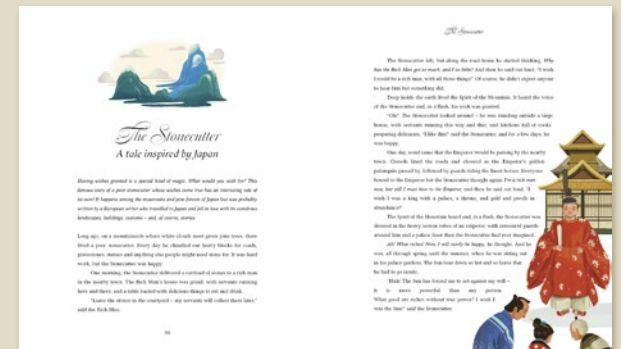 The Stonecutter
A tale inspired by Japan
Having wishes granted is a special kind of magic. What would you wish for? This
famous story of a poor stonecutter whose wishes come true has an interesting tale of
its own! It happens among the mountains and pine forests of Japan but was probably
written by a European writer who travelled to Japan and fell in love with its wondrous
landscapes, buildings, customs – and, of course, stories.
Long ago, on a mountainside where white clouds meet green pine trees, there
lived a poor stonecutter. Every day he chiselled out heavy blocks for roads,
gravestones, statues and anything else people might need stone for. It was hard
work, but the Stonecutter was happy.
One morning, the Stonecutter delivered a cartload of stones to a rich man
in the nearby town. The Rich Man's house was grand, with servants running
here and there, and a table loaded with delicious things to eat and drink.
'Leave the stones in the courtyard – my servants will collect them later,'
said the Rich Man.
The Stonecutter
The Stonecutter left, but along the road home he started thinking, Why
has the Rich Man got so much, and I so little? And then he said out loud, 'I wish
I could be a rich man, with all those things!' Of course, he didn't expect anyone
to hear him but something did.
Deep inside the earth lived the Spirit of the Mountain. It heard the voice
of the Stonecutter and, in a flash, his wish was granted.
'Oh!' The Stonecutter looked around – he was standing outside a large
house, with servants running this way and that, and kitchens full of cooks
preparing delicacies. 'I like this!' said the Stonecutter, and for a few days, he
was happy.
One day, word came that the Emperor would be passing by the nearby
town. Crowds lined the roads and cheered as the Emperor's golden
palanquin passed by, followed by guards riding the finest horses. Everyone
bowed to the Emperor but the Stonecutter thought again. I'm a rich man
now, but still I must bow to the Emperor, and then he said out loud, 'I
wish I was a king with a palace, a throne, and gold and jewels in
abundance!'
The Spirit of the Mountain heard and, in a flash, the Stonecutter was
dressed in the heavy woven robes of an emperor, with armoured guards
around him and a palace finer than the Stonecutter had ever imagined.
Ah! What riches! Now, I will surely be happy, he thought. And he
was, all through spring until the summer, when he was sitting out
in his palace gardens. The Sun beat down so hot and so fierce that
he had to go inside.
'Huh! The Sun has forced me to act against my will –
it is more powerful than my person.
What good are riches without true power? I wish I
was the Sun!' said the Stonecutter.